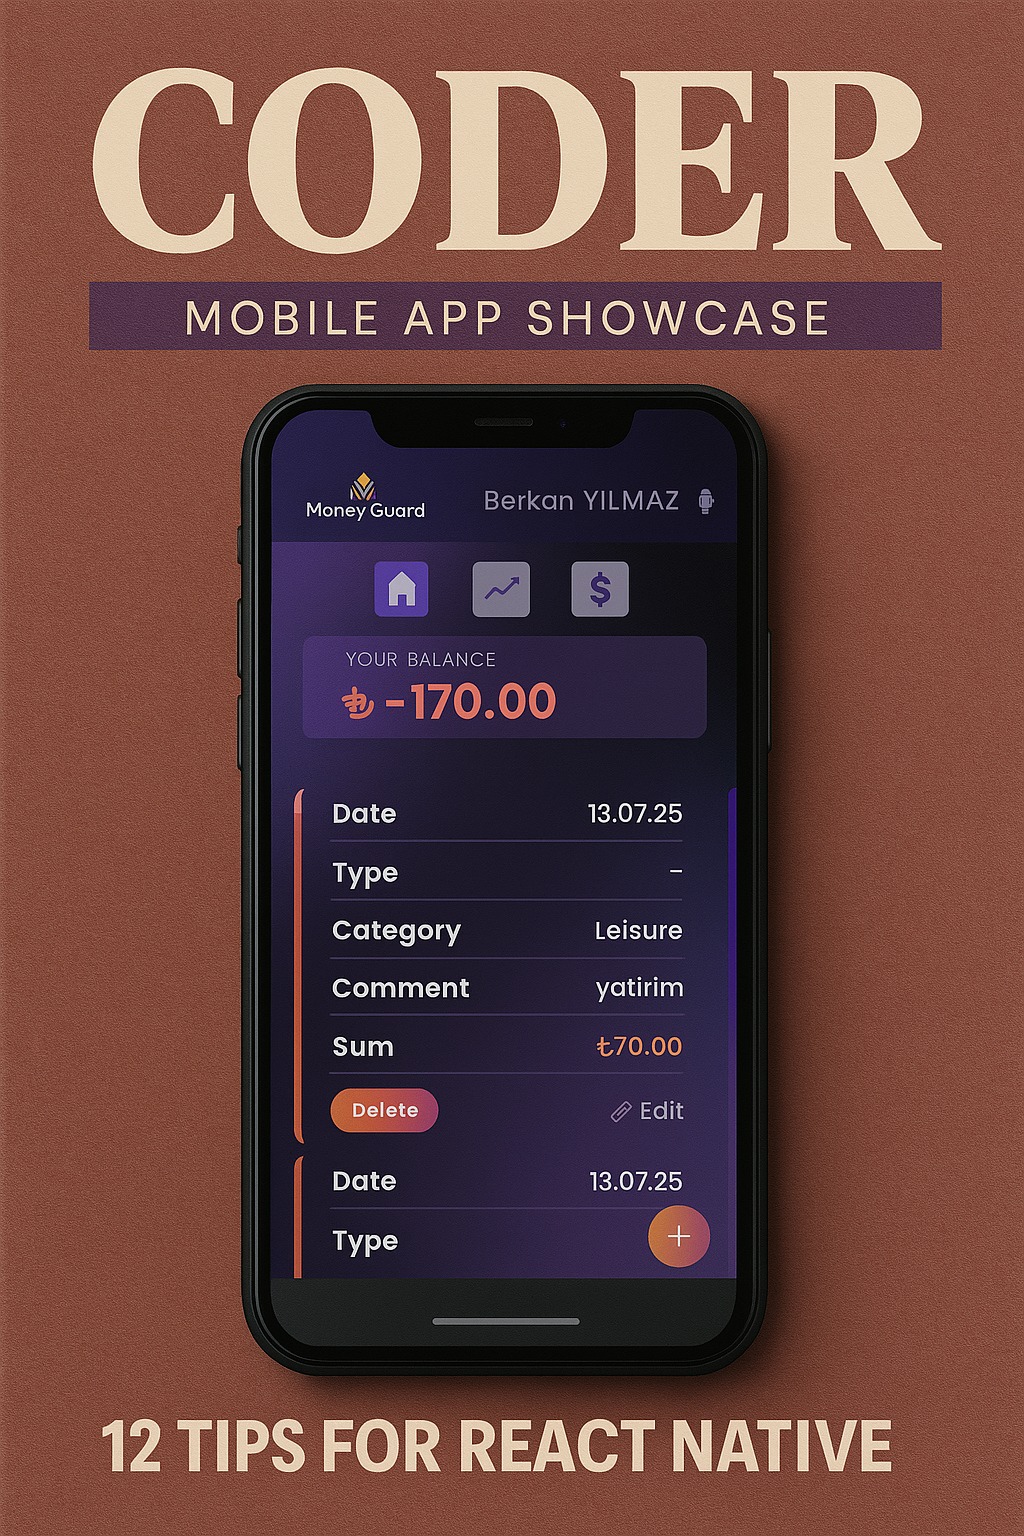 CODER
MOBILE APP SHOWCASE
Money Guard
Berkan YILMAZ
$
YOUR BALANCE
₺ -170.00
Date 13.07.25
Type -
Category Leisure
Comment yatirim
Sum ₺70.00
Delete Edit
Date 13.07.25
Type
+
12 TIPS FOR REACT NATIVE